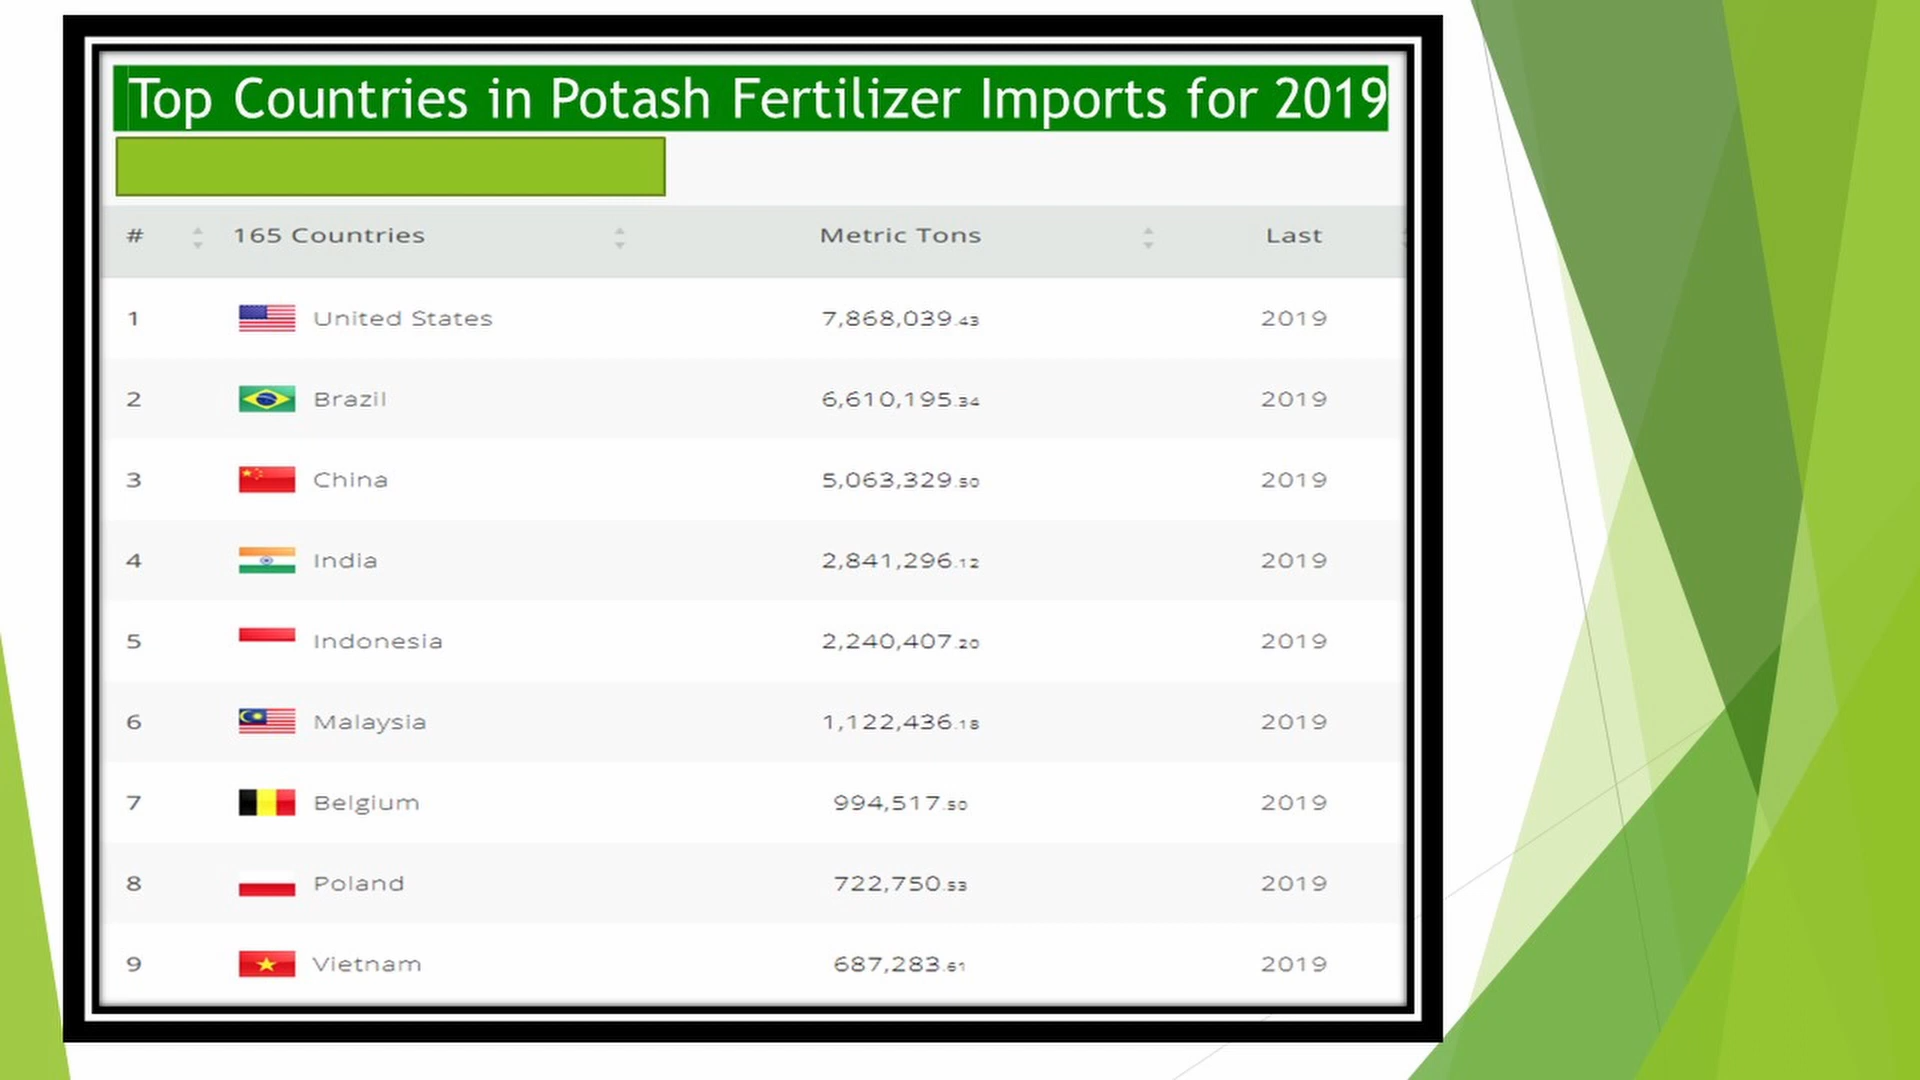 Top Countries in Potash Fertilizer Imports for 2019
# 165 Countries Metric Tons Last
1 United States 7,868,039.43 2019
2 Brazil 6,610,195.34 2019
3 China 5,063,329.50 2019
4 India 2,841,296.12 2019
5 Indonesia 2,240,407.20 2019
6 Malaysia 1,122,436.18 2019
7 Belgium 994,517.50 2019
8 Poland 722,750.53 2019
9 Vietnam 687,283.61 2019